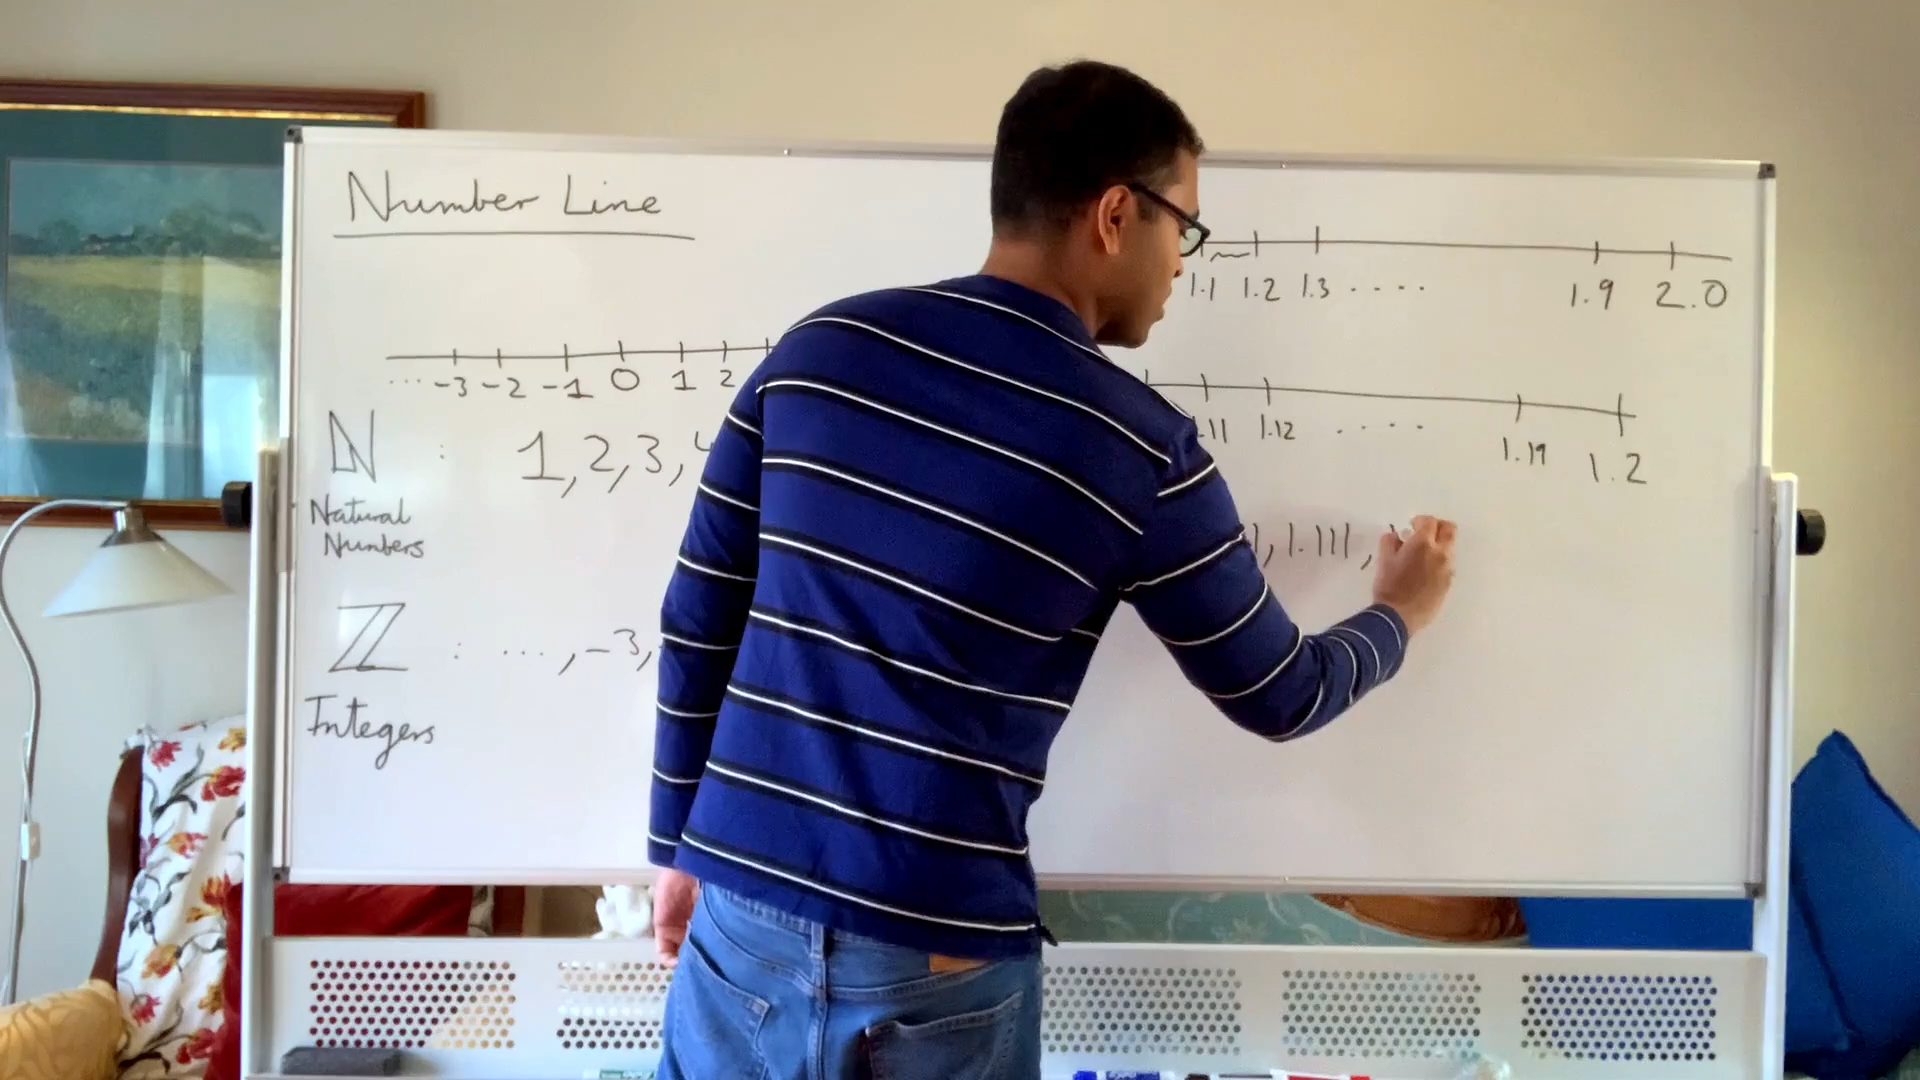 Number Line
... -3 -2 -1 0 1 2
ℕ : 1, 2, 3, 4
Natural
Numbers
ℤ : ..., -3,
Integers
1.1 1.2 1.3 .... 1.9 2.0
.11 1.12 ..... 1.19 1.2
1, 1.111,